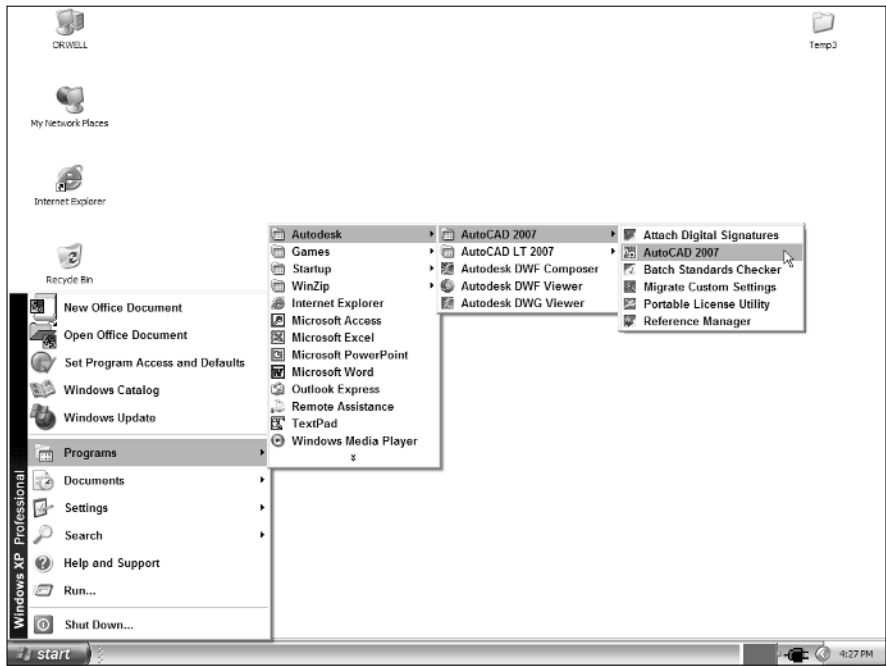 ORWELL
Temp3
My Network Places
Internet Explorer
Recycle Bin
New Office Document
Open Office Document
Set Program Access and Defaults
Windows Catalog
Windows Update
Programs
Documents
Settings
Search
Help and Support
Run...
Shut Down...
Windows XP Professional
Autodesk
Games
Startup
WinZip
Internet Explorer
Microsoft Access
Microsoft Excel
Microsoft PowerPoint
Microsoft Word
Outlook Express
Remote Assistance
TextPad
Windows Media Player
AutoCAD 2007
AutoCAD LT 2007
Autodesk DWF Composer
Autodesk DWF Viewer
Autodesk DWG Viewer
Attach Digital Signatures
AutoCAD 2007
Batch Standards Checker
Migrate Custom Settings
Portable License Utility
Reference Manager
start
4:27 PM